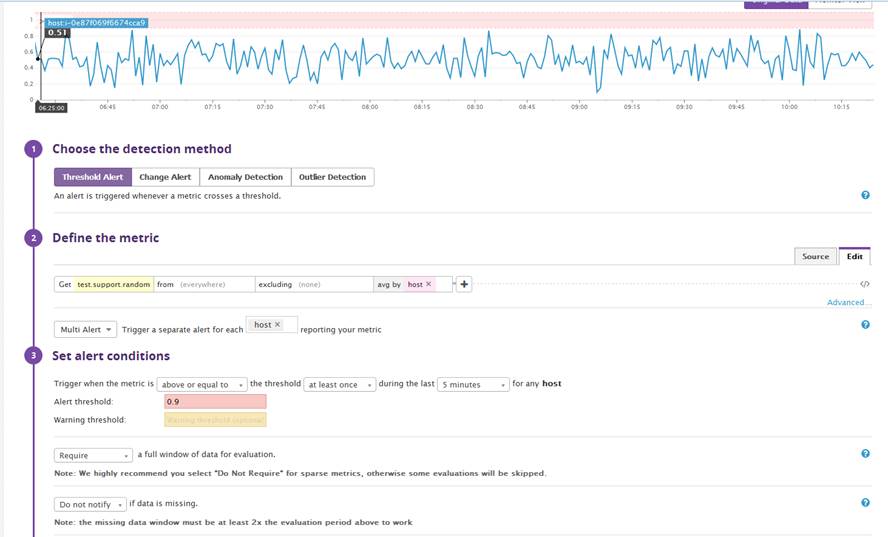 host:i-0e87f069f6674cca9
0.51
1
0.8
0.6
0.4
0.2
0
06:25:00 06:45 07:00 07:15 07:30 07:45 08:00 08:15 08:30 08:45 09:00 09:15 09:30 09:45 10:00 10:15
1 Choose the detection method
Threshold Alert Change Alert Anomaly Detection Outlier Detection
An alert is triggered whenever a metric crosses a threshold. ?
2 Define the metric
Source Edit
Get test.support.random from (everywhere) excluding (none) avg by host × + </>
Advanced...
Multi Alert Trigger a separate alert for each host × reporting your metric ?
3 Set alert conditions
Trigger when the metric is above or equal to the threshold at least once during the last 5 minutes for any host
Alert threshold: 0.9
Warning threshold: Warning threshold (optional)
Require a full window of data for evaluation. ?
Note: We highly recommend you select "Do Not Require" for sparse metrics, otherwise some evaluations will be skipped.
Do not notify if data is missing. ?
Note: the missing data window must be at least 2x the evaluation period above to work